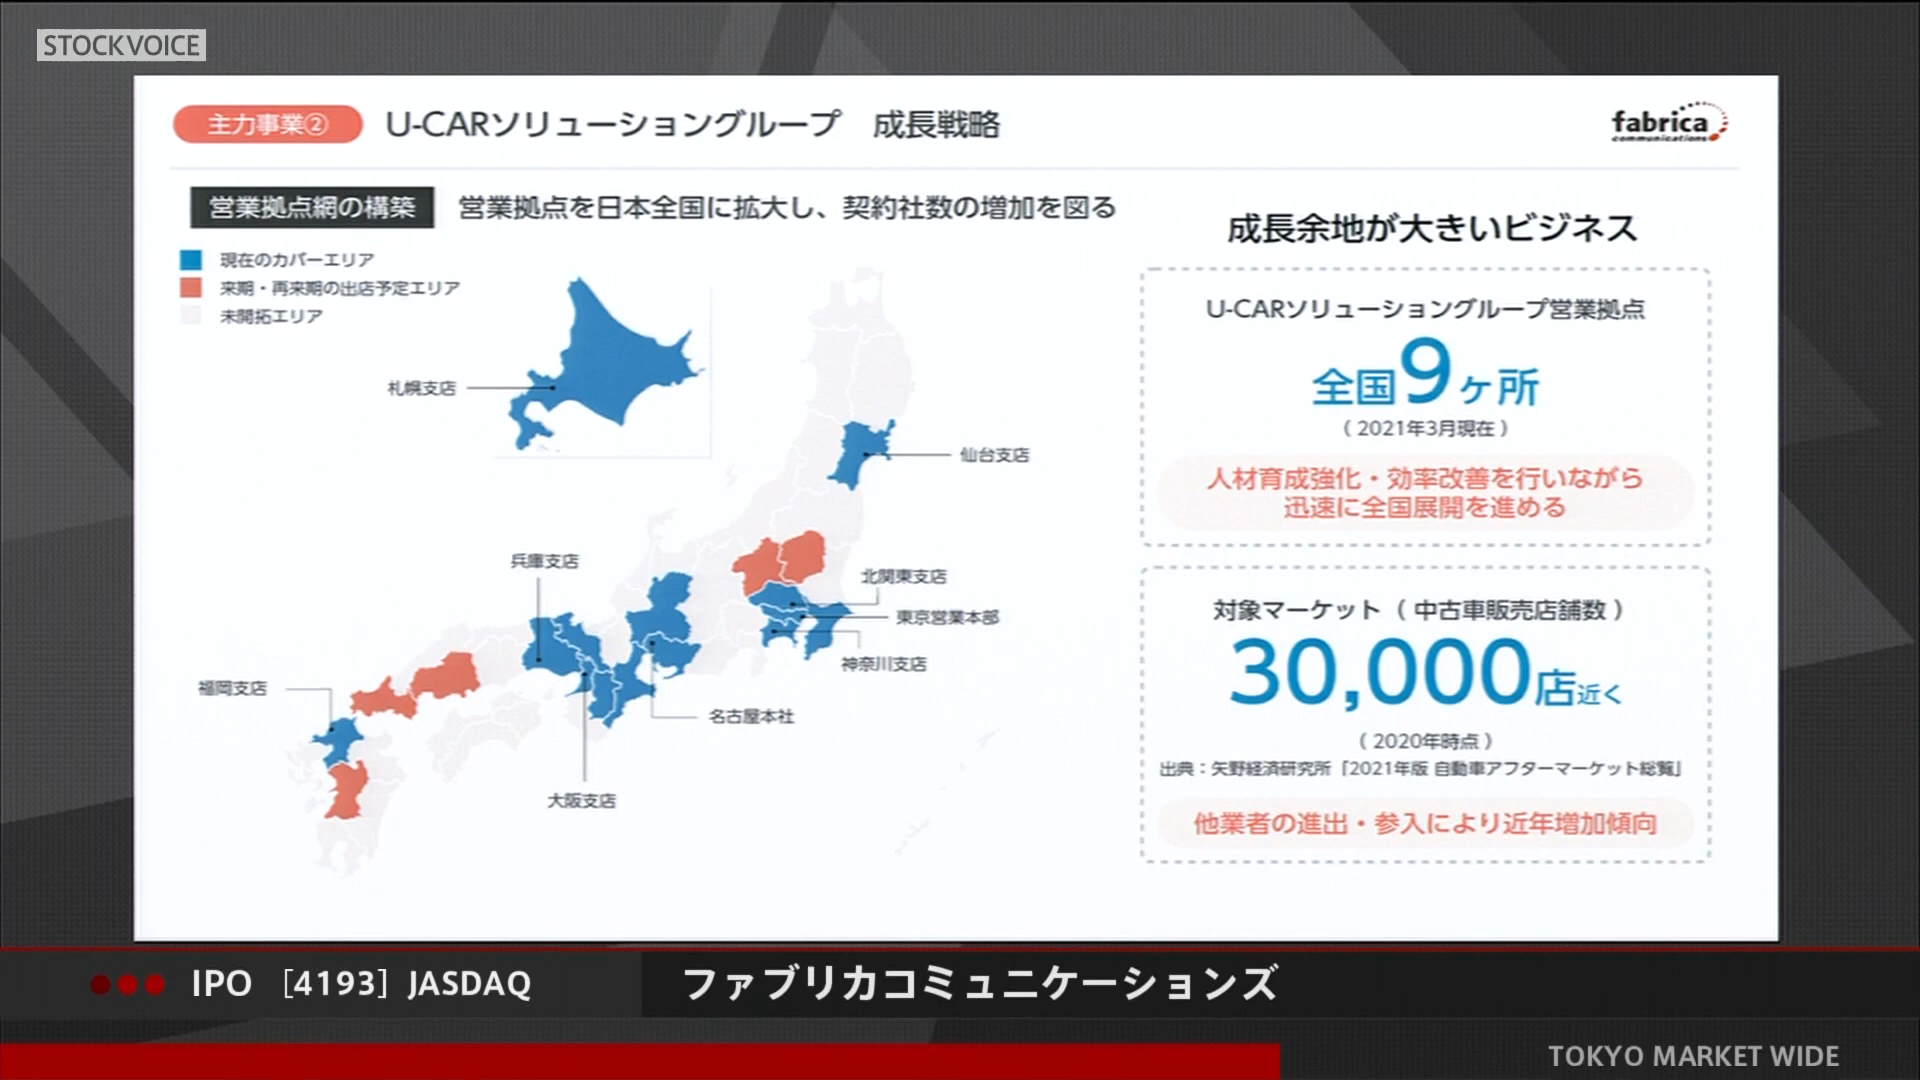 STOCKVOICE
主力事業②
U-CARソリューショングループ 成長戦略
fabrica
communications
営業拠点網の構築
営業拠点を日本全国に拡大し、契約社数の増加を図る
現在のカバーエリア
来期・再来期の出店予定エリア
未開拓エリア
札幌支店
仙台支店
兵庫支店
北関東支店
東京営業本部
神奈川支店
福岡支店
名古屋本社
大阪支店
成長余地が大きいビジネス
U-CARソリューショングループ営業拠点
全国9ヶ所
( 2021年3月現在 )
人材育成強化・効率改善を行いながら
迅速に全国展開を進める
対象マーケット ( 中古車販売店舗数 )
30,000店近く
( 2020年時点 )
出典：矢野経済研究所「2021年版 自動車アフターマーケット総覧」
他業者の進出・参入により近年増加傾向
IPO [4193] JASDAQ
ファブリカコミュニケーションズ
TOKYO MARKET WIDE